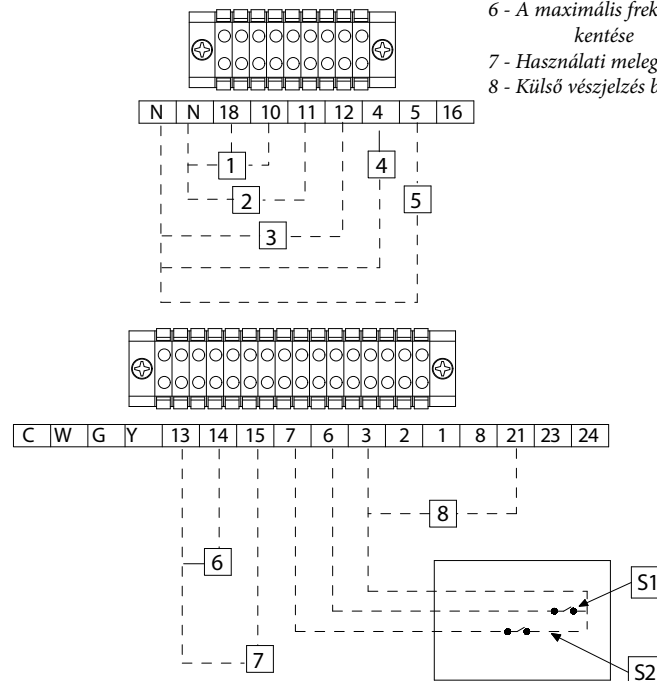 6 - A maximális frek
kentése
7 - Használati meleg
8 - Külső vészjelzés b
N N 18 10 11 12 4 5 16
1
4
2
5
3
C W G Y 13 14 15 7 6 3 2 1 8 21 23 24
8
6
S1
7
S2